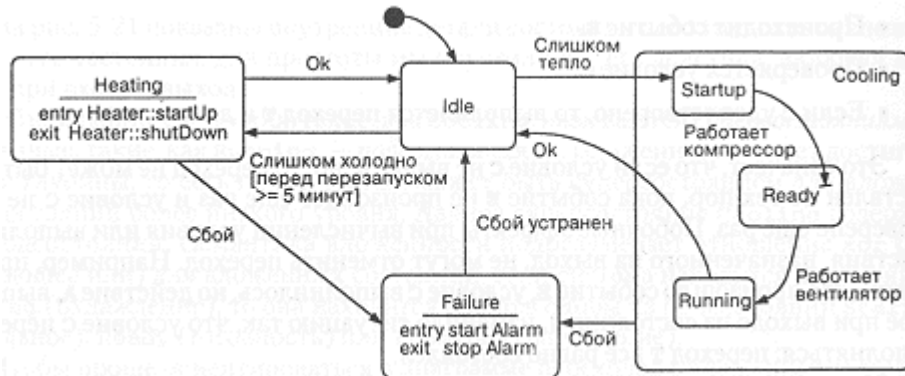 Heating
entry Heater::startUp
exit Heater::shutDown
Ok
Idle
Слишком
тепло
Cooling
Startup
Работает
компрессор
Ready
Работает
вентилятор
Running
Ok
Слишком холодно
[перед перезапуском
= 5 минут]
Сбой
Сбой устранен
Failure
entry start Alarm
exit stop Alarm
Сбой